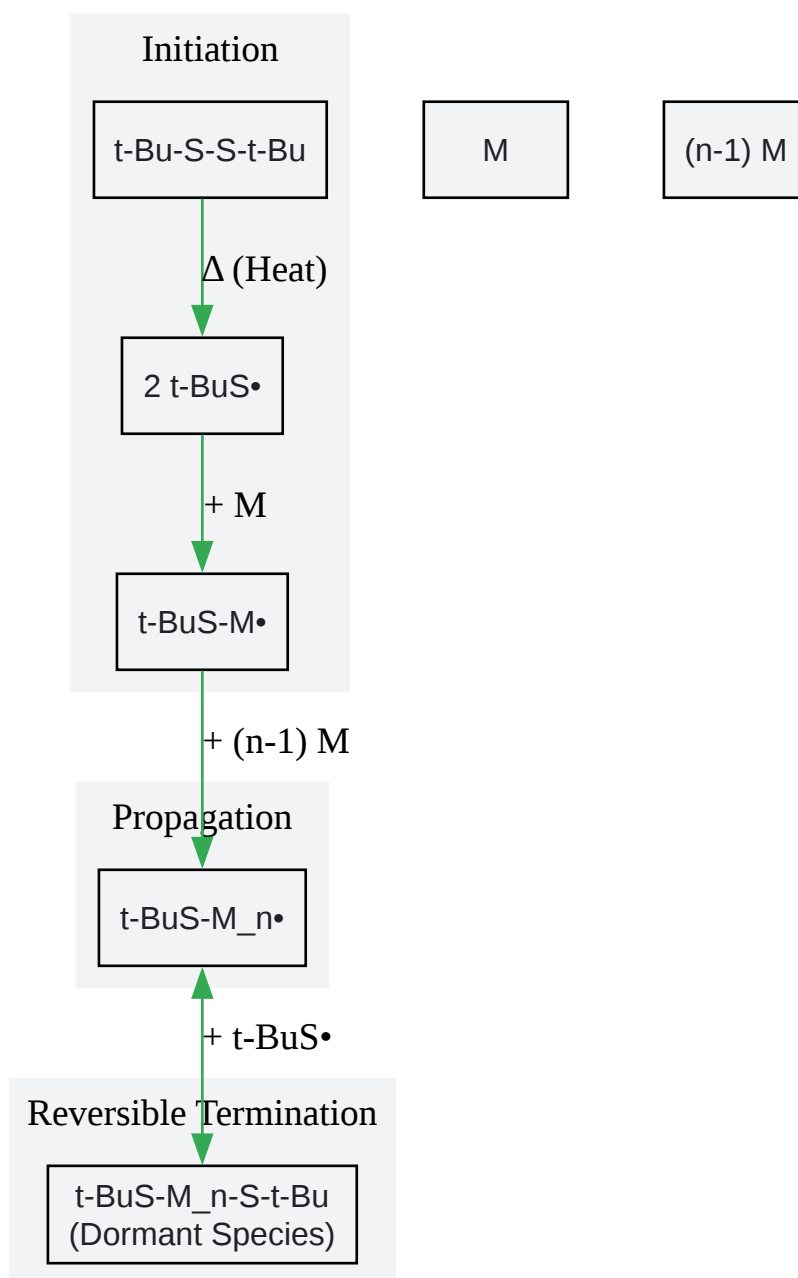 Initiation
t-Bu-S-S-t-Bu
M
(n-1) M
Δ (Heat)
2 t-BuS•
+ M
t-BuS-M•
+ (n-1) M
Propagation
t-BuS-M_n•
+ t-BuS•
Reversible Termination
t-BuS-M_n-S-t-Bu
(Dormant Species)